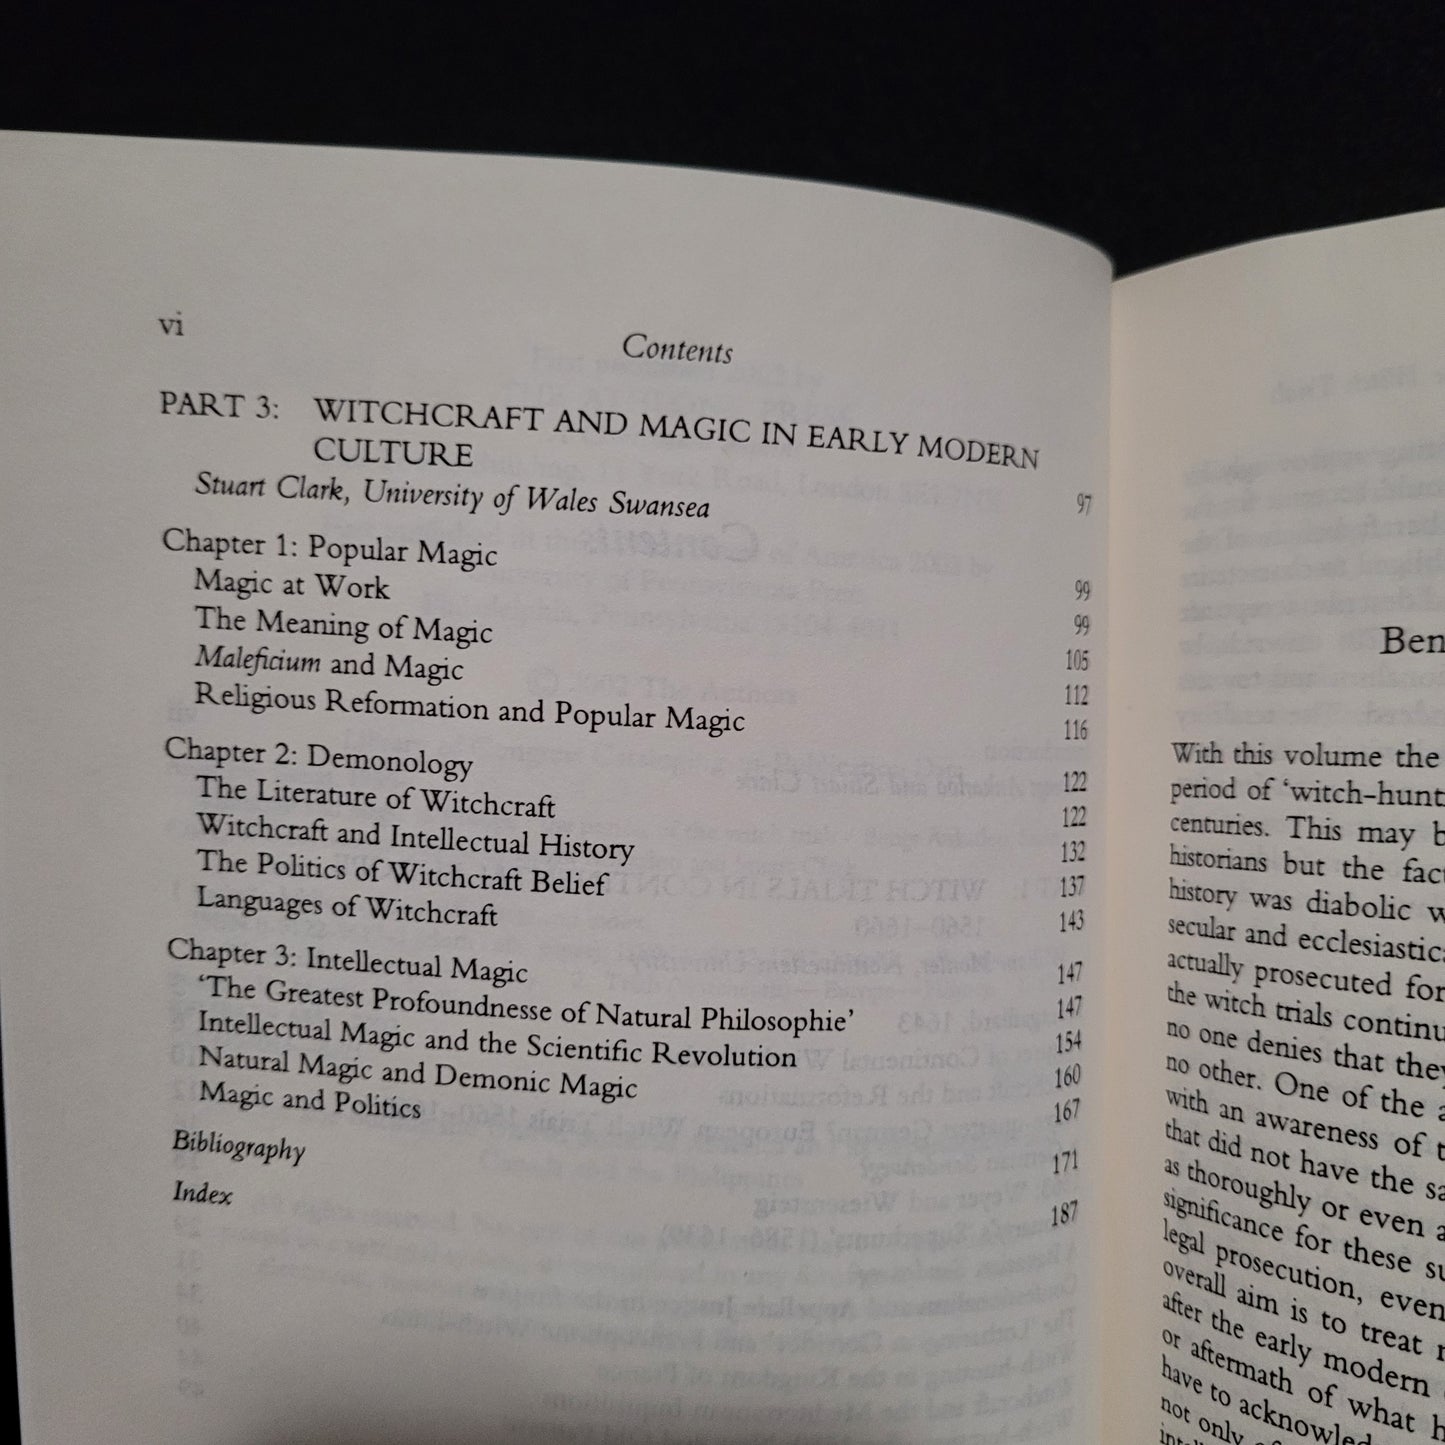 vi
Contents
PART 3: WITCHCRAFT AND MAGIC IN EARLY MODERN
CULTURE
Stuart Clark, University of Wales Swansea 97
Chapter 1: Popular Magic 99
Magic at Work 99
The Meaning of Magic 105
Maleficium and Magic 112
Religious Reformation and Popular Magic 116
Chapter 2: Demonology 122
The Literature of Witchcraft 122
Witchcraft and Intellectual History 132
The Politics of Witchcraft Belief 137
Languages of Witchcraft 143
Chapter 3: Intellectual Magic 147
‘The Greatest Profoundnesse of Natural Philosophie’ 147
Intellectual Magic and the Scientific Revolution 154
Natural Magic and Demonic Magic 160
Magic and Politics 167
Bibliography 171
Index 187
Ben
With this volume the
period of ‘witch-hunt
centuries. This may b
historians but the fact
history was diabolic w
secular and ecclesiastic
actually prosecuted for
the witch trials continu
no one denies that they
no other. One of the a
with an awareness of t
that did not have the sa
as thoroughly or even a
significance for these su
legal prosecution, even
overall aim is to treat
after the early modern
or aftermath of what h
have to acknowled
not only